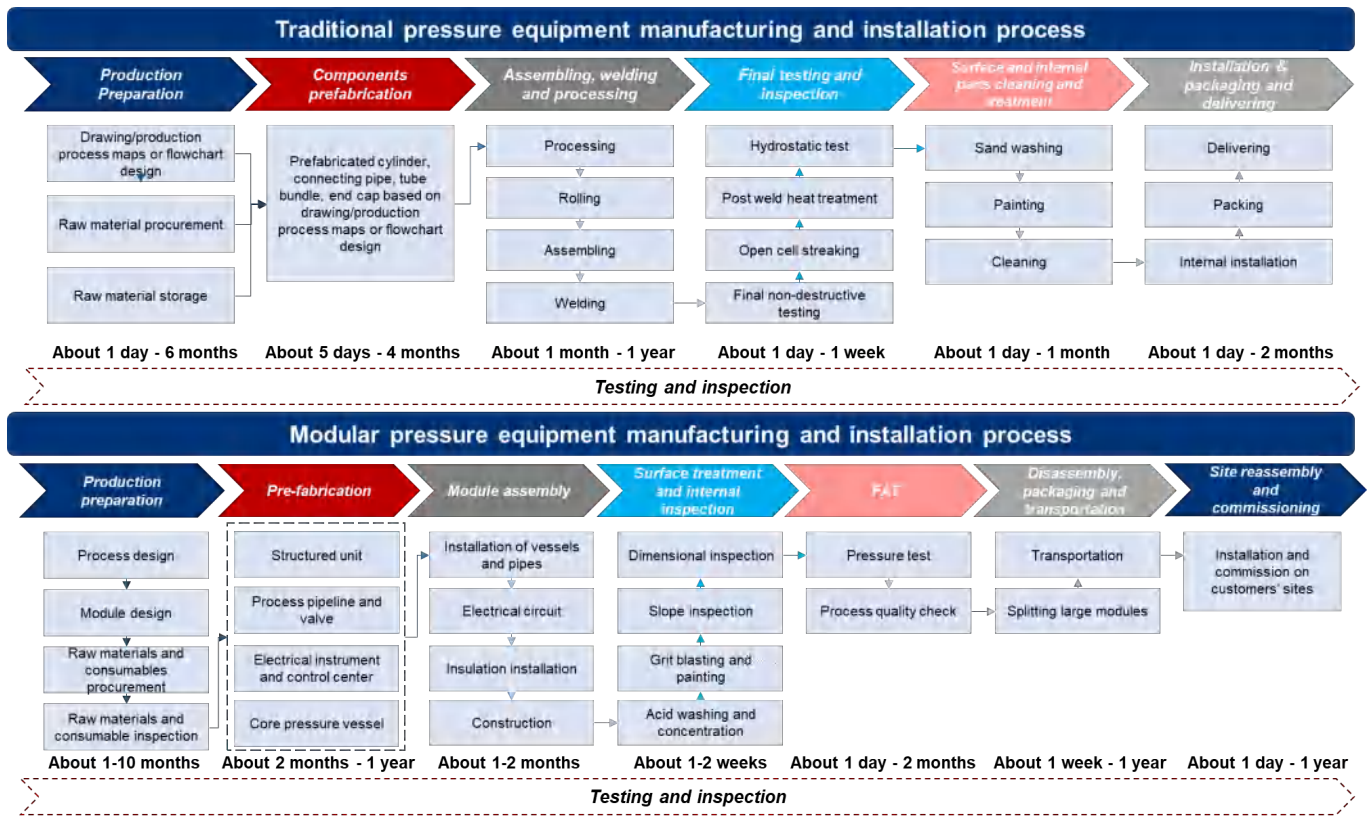 Traditional pressure equipment manufacturing and installation process
Production
Preparation
Components
prefabrication
Assembling, welding
and processing
Final testing and
inspection
Surface and internal
parts cleaning and
treatment
Installation &
packaging and
delivering
Drawing/production
process maps or flowchart
design
Raw material procurement
Raw material storage
Prefabricated cylinder,
connecting pipe, tube
bundle, end cap based on
drawing/production
process maps or flowchart
design
Processing
Rolling
Assembling
Welding
Hydrostatic test
Post weld heat treatment
Open cell streaking
Final non-destructive
testing
Sand washing
Painting
Cleaning
Delivering
Packing
Internal installation
About 1 day - 6 months
About 5 days - 4 months
About 1 month - 1 year
About 1 day - 1 week
About 1 day - 1 month
About 1 day - 2 months
Testing and inspection
Modular pressure equipment manufacturing and installation process
Production
preparation
Pre-fabrication
Module assembly
Surface treatment
and internal
inspection
FAT
Disassembly,
packaging and
transportation
Site reassembly
and
commissioning
Process design
Module design
Raw materials and
consumables
procurement
Raw materials and
consumable inspection
Structured unit
Process pipeline and
valve
Electrical instrument
and control center
Core pressure vessel
Installation of vessels
and pipes
Electrical circuit
Insulation installation
Construction
Dimensional inspection
Slope inspection
Grit blasting and
painting
Acid washing and
concentration
Pressure test
Process quality check
Transportation
Splitting large modules
Installation and
commission on
customers' sites
About 1-10 months
About 2 months - 1 year
About 1-2 months
About 1-2 weeks
About 1 day - 2 months
About 1 week - 1 year
About 1 day - 1 year
Testing and inspection